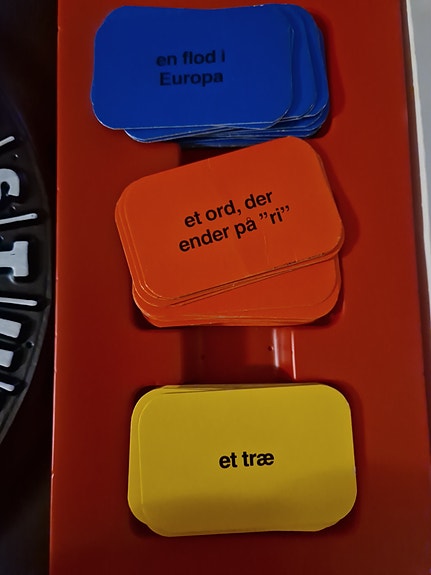 en flod i
Europa
et ord, der
ender på ”ri”
et træ